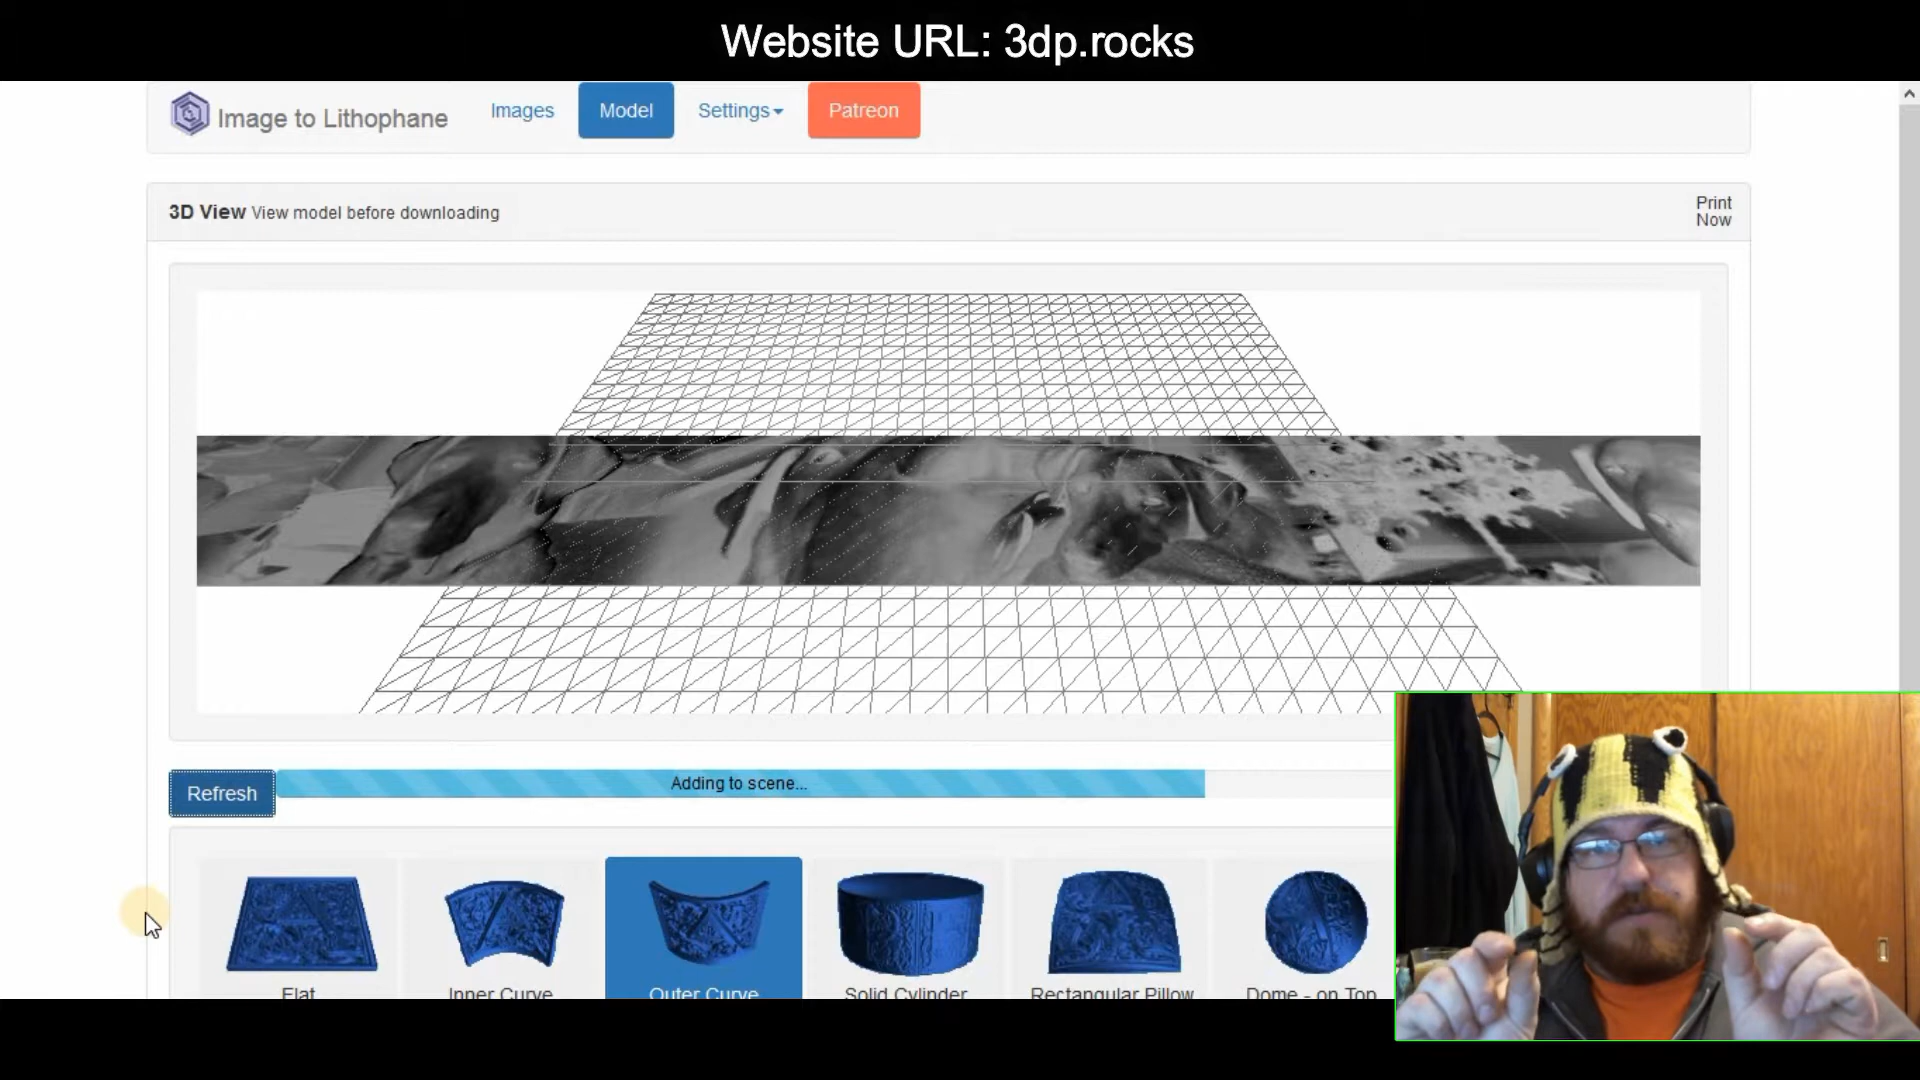 Website URL: 3dp.rocks
Image to Lithophane
Images
Model
Settings
Patreon
3D View View model before downloading
Print
Now
Refresh
Adding to scene...
Flat
Inner Curve
Outer Curve
Solid Cylinder
Rectangular Pillow
Dome - on Top